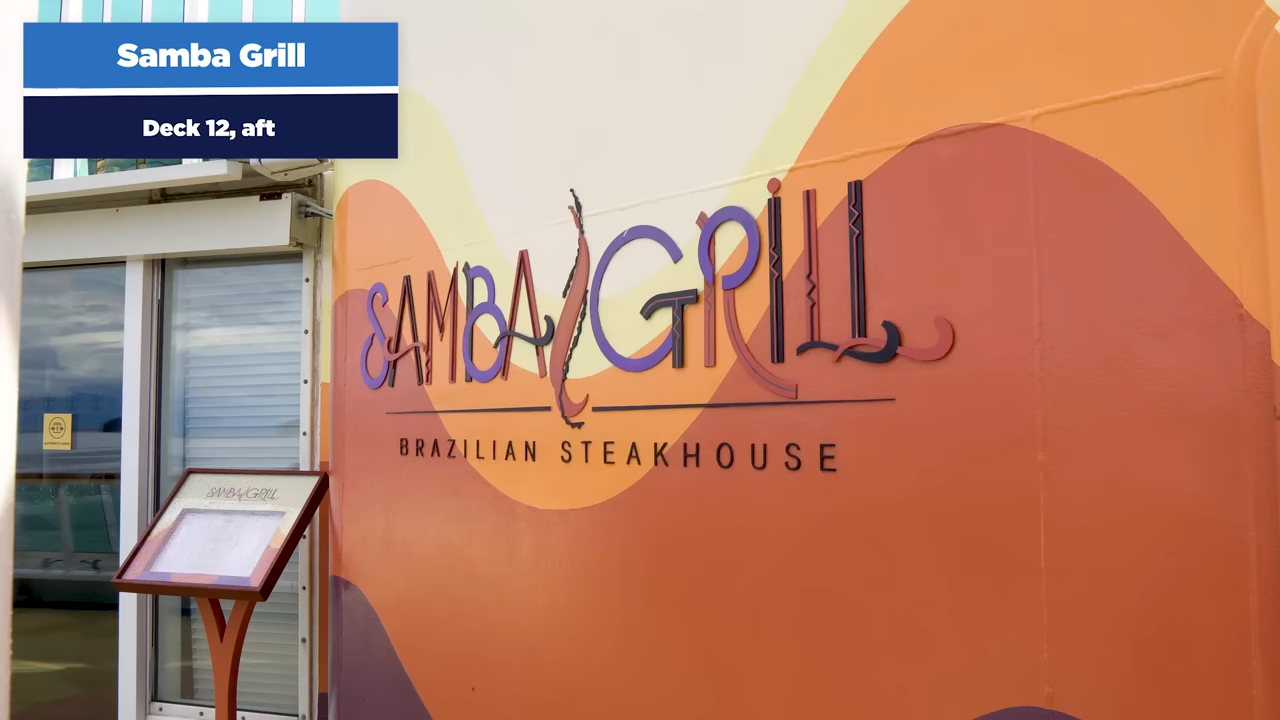 Samba Grill
Deck 12, aft
SAMBA GRILL
BRAZILIAN STEAKHOUSE
SAMBA GRILL